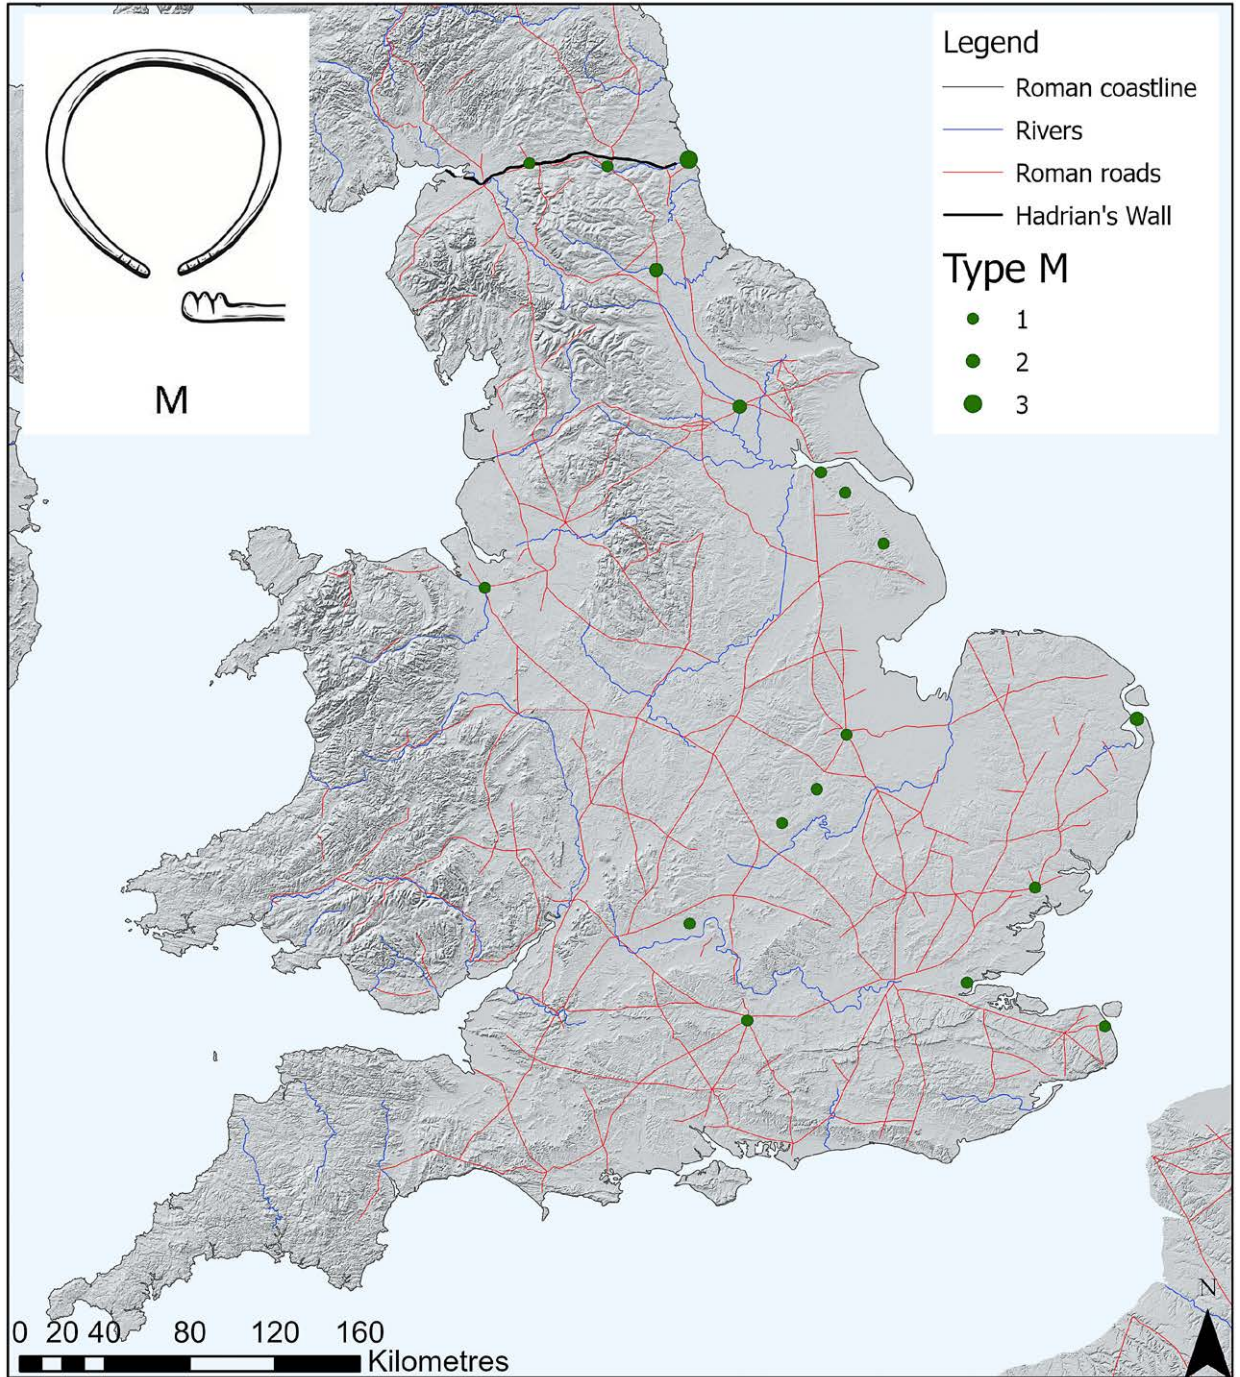 M
Legend
Roman coastline
Rivers
Roman roads
Hadrian's Wall
Type M
1
2
3
N
0 20 40 80 120 160
Kilometres